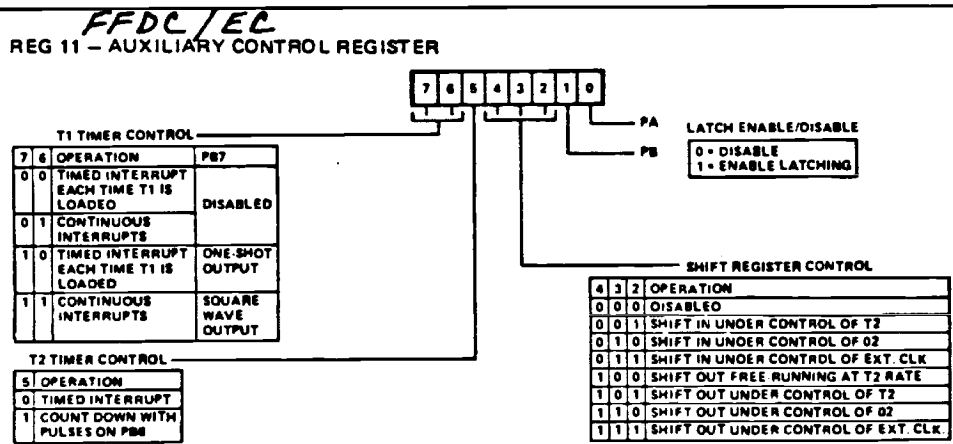 FFDC/EC
REG 11 – AUXILIARY CONTROL REGISTER
7 6 5 4 3 2 1 0
PA
PB
LATCH ENABLE/DISABLE
0 = DISABLE
1 = ENABLE LATCHING
T1 TIMER CONTROL
7 6 OPERATION PB7
0 0 TIMED INTERRUPT
EACH TIME T1 IS
LOADED
DISABLED
0 1 CONTINUOUS
INTERRUPTS
1 0 TIMED INTERRUPT ONE-SHOT
EACH TIME T1 IS OUTPUT
LOADED
1 1 CONTINUOUS SQUARE
INTERRUPTS WAVE
OUTPUT
T2 TIMER CONTROL
5 OPERATION
0 TIMED INTERRUPT
1 COUNT DOWN WITH
PULSES ON PB6
SHIFT REGISTER CONTROL
4 3 2 OPERATION
0 0 0 DISABLED
0 0 1 SHIFT IN UNDER CONTROL OF T2
0 1 0 SHIFT IN UNDER CONTROL OF 02
0 1 1 SHIFT IN UNDER CONTROL OF EXT. CLK
1 0 0 SHIFT OUT FREE RUNNING AT T2 RATE
1 0 1 SHIFT OUT UNDER CONTROL OF T2
1 1 0 SHIFT OUT UNDER CONTROL OF 02
1 1 1 SHIFT OUT UNDER CONTROL OF EXT. CLK.